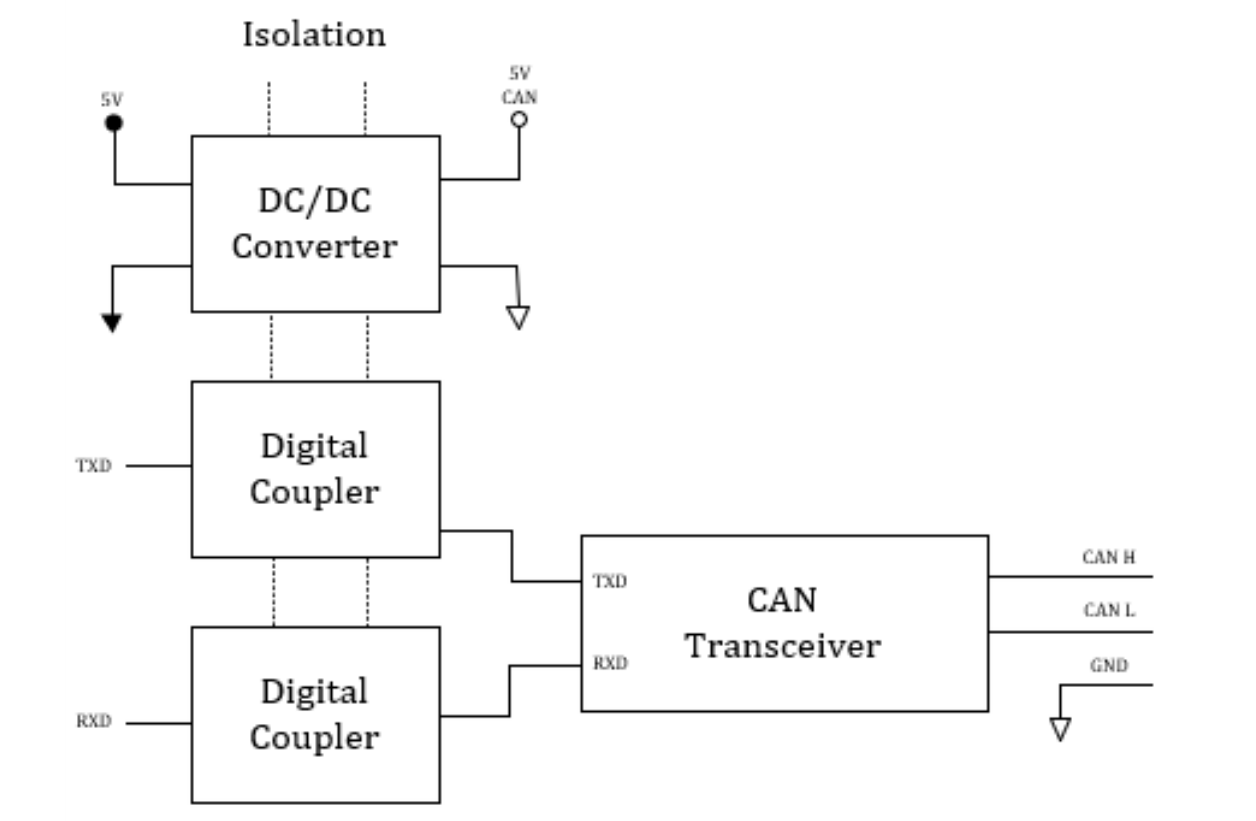 Isolation
5V
5V
CAN
DC/DC
Converter
Digital
Coupler
TXD
TXD
CAN
Transceiver
RXD
CAN H
CAN L
GND
Digital
Coupler
RXD